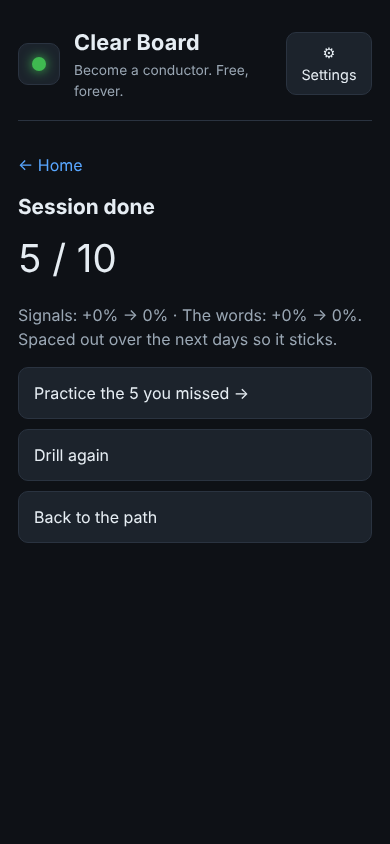 Clear Board
Become a conductor. Free,
forever.
⚙
Settings
← Home
Session done
5 / 10
Signals: +0% → 0% · The words: +0% → 0%.
Spaced out over the next days so it sticks.
Practice the 5 you missed →
Drill again
Back to the path